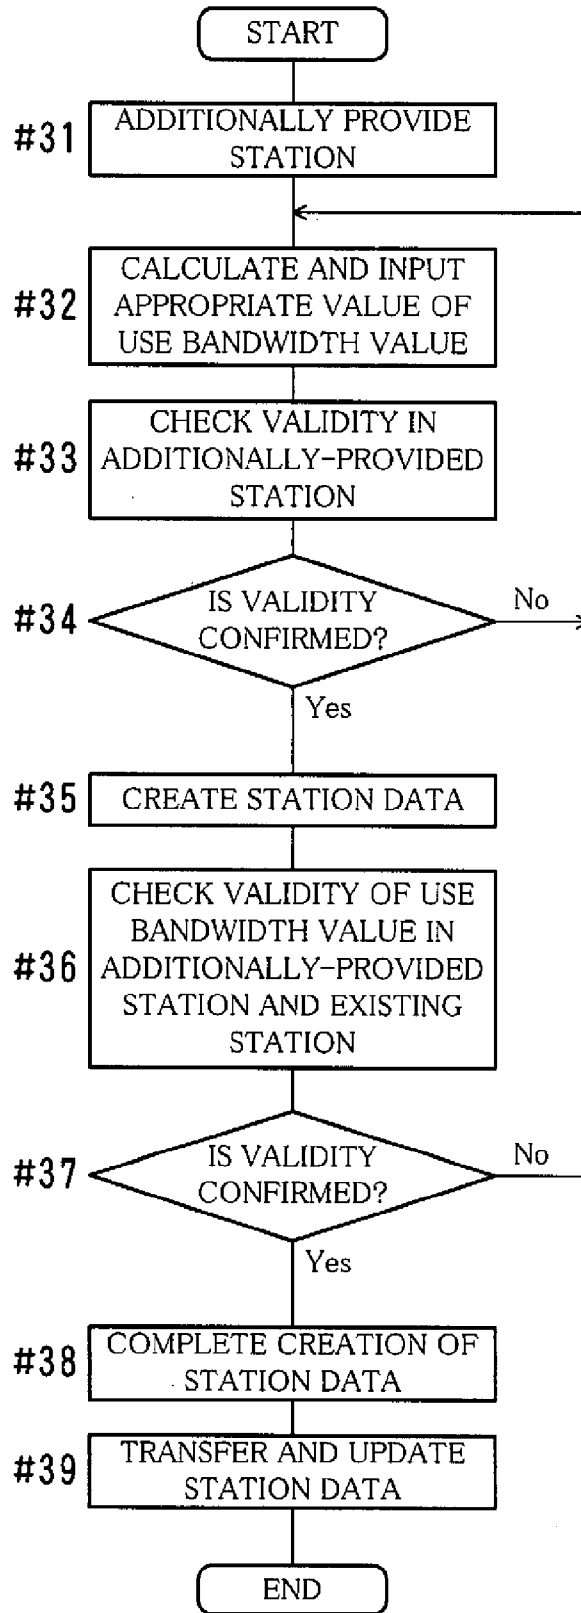 START
#31
ADDITIONALLY PROVIDE
STATION
#32
CALCULATE AND INPUT
APPROPRIATE VALUE OF
USE BANDWIDTH VALUE
#33
CHECK VALIDITY IN
ADDITIONALLY-PROVIDED
STATION
#34
IS VALIDITY
CONFIRMED?
No
Yes
#35
CREATE STATION DATA
#36
CHECK VALIDITY OF USE
BANDWIDTH VALUE IN
ADDITIONALLY-PROVIDED
STATION AND EXISTING
STATION
#37
IS VALIDITY
CONFIRMED?
No
Yes
#38
COMPLETE CREATION OF
STATION DATA
#39
TRANSFER AND UPDATE
STATION DATA
END